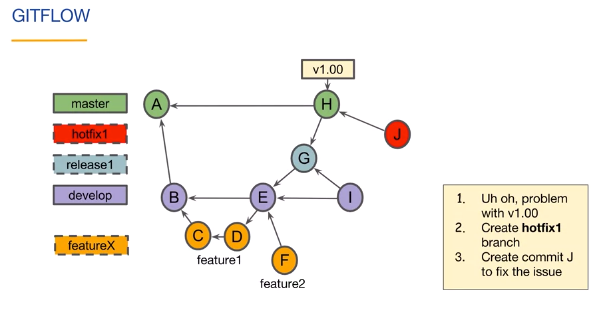 GITFLOW
v1.00
master
A
H
hotfix1
J
release1
G
develop
B
E
I
featureX
C
D
feature1
F
feature2
1. Uh oh, problem
with v1.00
2. Create hotfix1
branch
3. Create commit J
to fix the issue